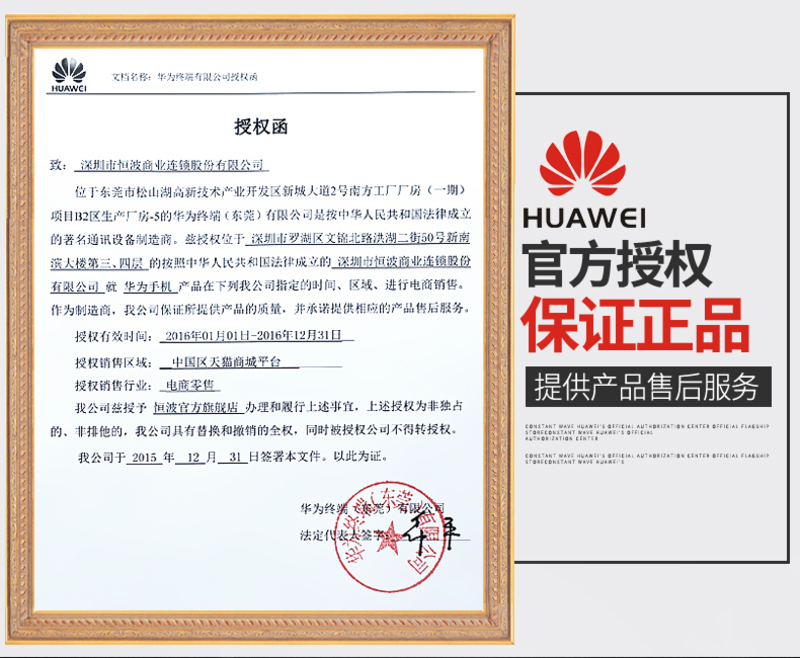 HUAWEI
文档名称：华为终端有限公司授权函
授权函
致：深圳市恒波商业连锁股份有限公司
位于东莞市松山湖高新技术产业开发区新城大道2号南方工厂厂房（一期）
项目B2区生产厂房-5的华为终端（东莞）有限公司是按中华人民共和国法律成立
的著名通讯设备制造商。兹授权位于 深圳市罗湖区文锦北路洪湖二街50号新南
滨大楼第三、四层 的按照中华人民共和国法律成立的 深圳市恒波商业连锁股份
有限公司 就 华为手机 产品在下列我公司指定的时间、区域、进行电商销售。
作为制造商，我公司保证所提供产品的质量，并承诺提供相应的产品售后服务。
授权有效时间： 2016年01月01日-2016年12月31日
授权销售区域： 中国区天猫商城平台
授权销售行业： 电商零售
我公司兹授予 恒波官方旗舰店 办理和履行上述事宜，上述授权为非独占
的、非排他的，我公司具有替换和撤销的全权，同时被授权公司不得转授权。
我公司于 2015 年 12 月 31 日签署本文件。以此为证。
华为终端（东莞）有限公司
法定代表人签字：
华为终端（东莞）有限公司
HUAWEI
官方授权
保证正品
提供产品售后服务
CONSTANT WAVE HUAWEI'S OFFICIAL AUTHORIZATION CENTER OFFICIAL FLAGSHIP
STORECONSTANT WAVE HUAWEI'S OFFICIAL
AUTHORIZATION CENTER
CONSTANT WAVE HUAWEI'S OFFICIAL AUTHORIZATION CENTER OFFICIAL FLAGSHIP
STORECONSTANT WAVE HUAWEI'S